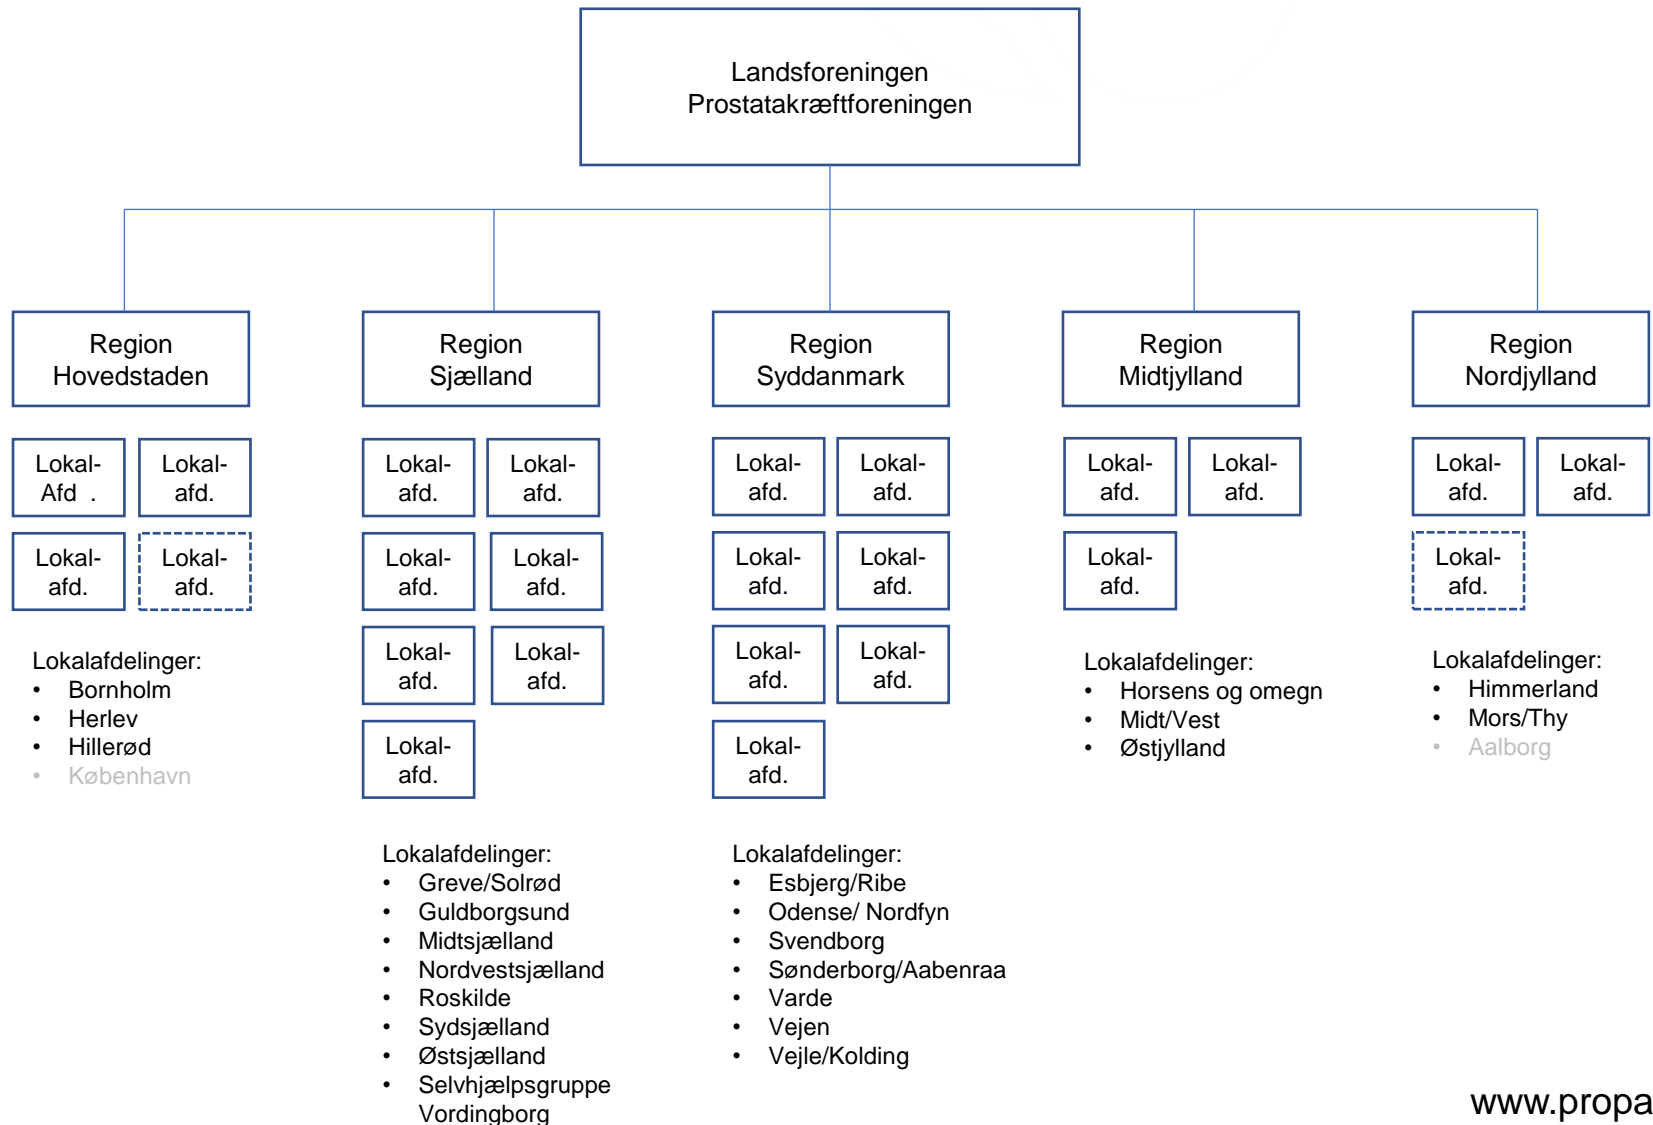 Landsforeningen
Prostatakræftforeningen
Region
Hovedstaden
Region
Sjælland
Region
Syddanmark
Region
Midtjylland
Region
Nordjylland
Lokal-
Afd .
Lokal-
afd.
Lokal-
afd.
Lokal-
afd.
Lokalafdelinger:
• Bornholm
• Herlev
• Hillerød
• København
Lokal-
afd.
Lokal-
afd.
Lokal-
afd.
Lokal-
afd.
Lokal-
afd.
Lokal-
afd.
Lokal-
afd.
Lokalafdelinger:
• Greve/Solrød
• Guldborgsund
• Midtsjælland
• Nordvestsjælland
• Roskilde
• Sydsjælland
• Østsjælland
• Selvhjælpsgruppe
Vordingborg
Lokal-
afd.
Lokal-
afd.
Lokal-
afd.
Lokal-
afd.
Lokal-
afd.
Lokal-
afd.
Lokal-
afd.
Lokalafdelinger:
• Esbjerg/Ribe
• Odense/ Nordfyn
• Svendborg
• Sønderborg/Aabenraa
• Varde
• Vejen
• Vejle/Kolding
Lokal-
afd.
Lokal-
afd.
Lokal-
afd.
Lokalafdelinger:
• Horsens og omegn
• Midt/Vest
• Østjylland
Lokal-
afd.
Lokal-
afd.
Lokal-
afd.
Lokalafdelinger:
• Himmerland
• Mors/Thy
• Aalborg
www.propa